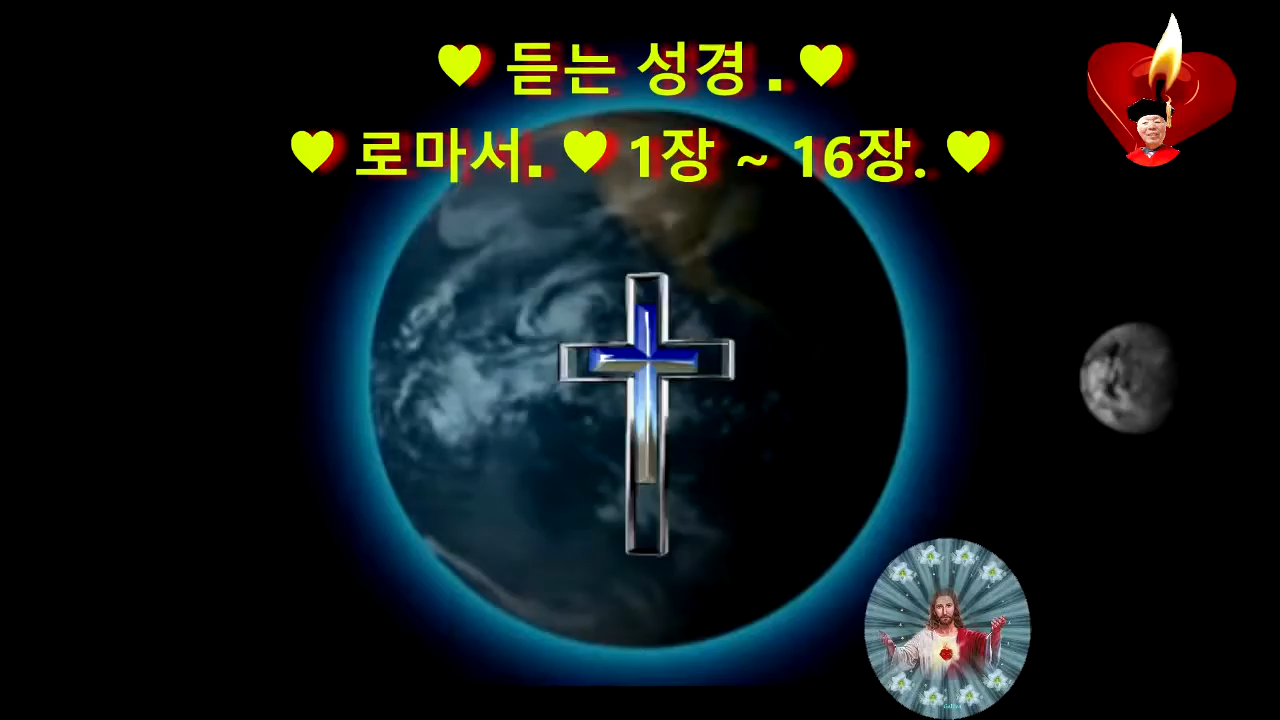 ♥ 듣는 성경 . ♥
♥ 로마서. ♥ 1장 ~ 16장. ♥